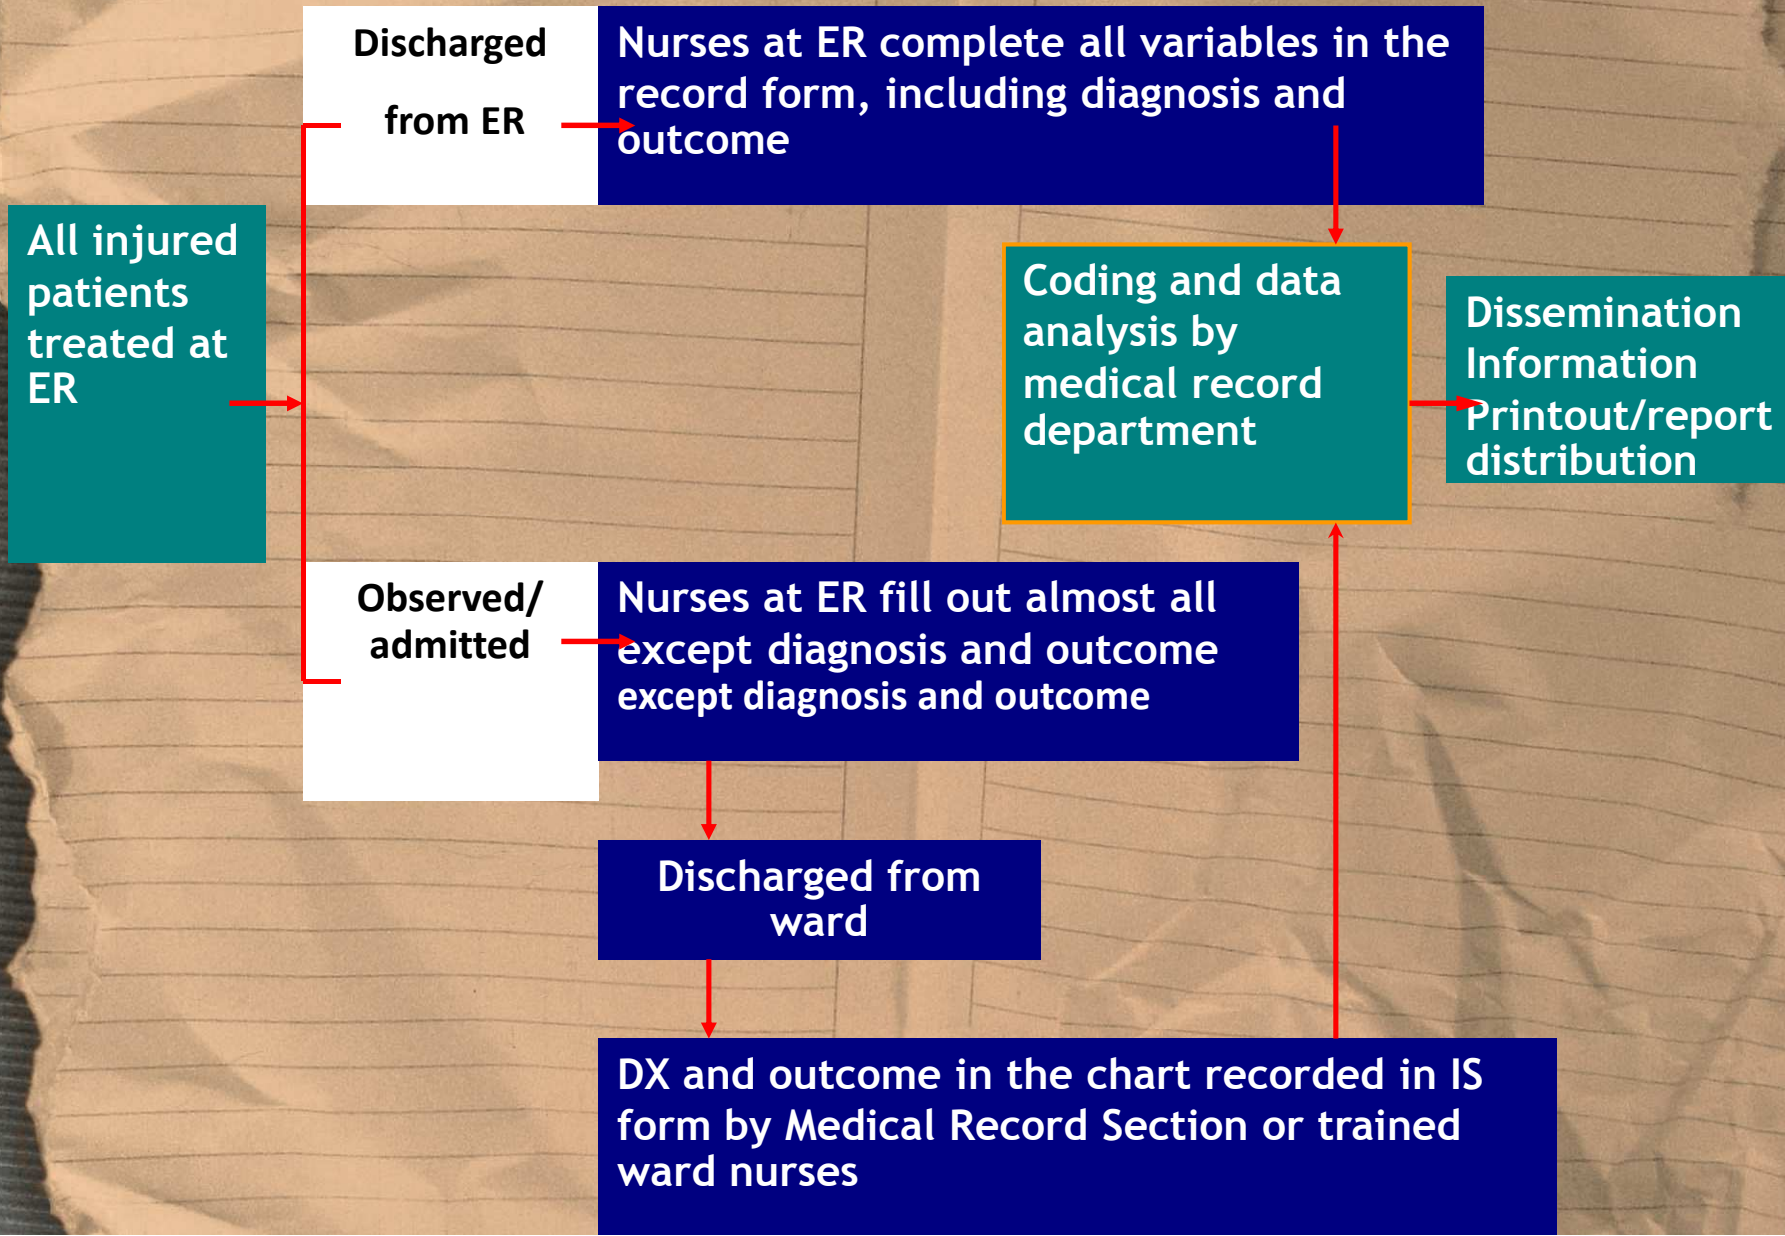 All injured
patients
treated at
ER
Discharged
from ER
Nurses at ER complete all variables in the
record form, including diagnosis and
outcome
Observed/
admitted
Nurses at ER fill out almost all
except diagnosis and outcome
except diagnosis and outcome
Discharged from
ward
DX and outcome in the chart recorded in IS
form by Medical Record Section or trained
ward nurses
Coding and data
analysis by
medical record
department
Dissemination
Information
Printout/report
distribution